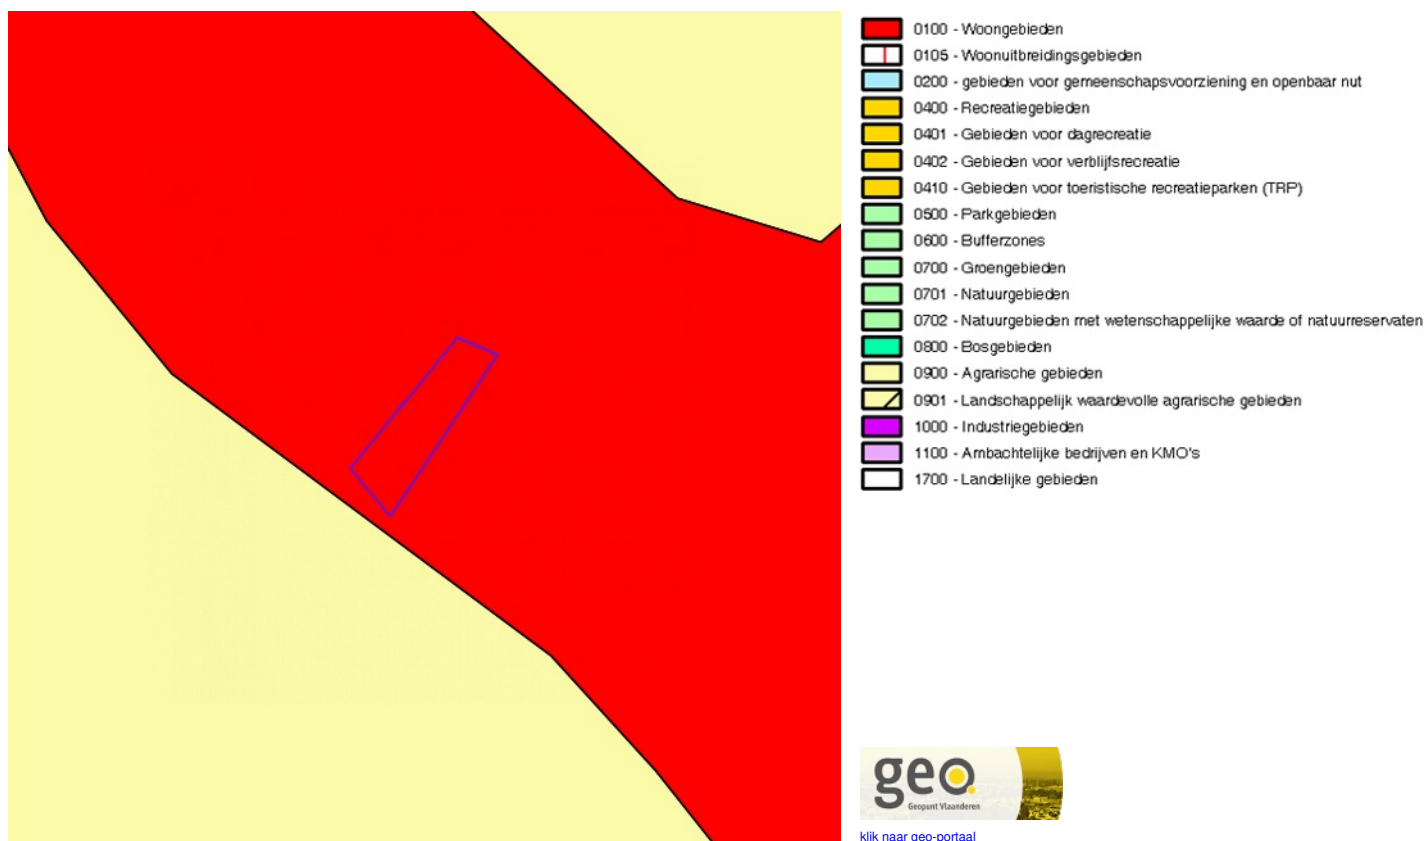 0100 - Woongebieden
0105 - Woonuitbreidingsgebieden
0200 - gebieden voor gemeenschapsvoorziening en openbaar nut
0400 - Recreatiegebieden
0401 - Gebieden voor dagrecreatie
0402 - Gebieden voor verblijfsrecreatie
0410 - Gebieden voor toeristische recreatieparken (TRP)
0500 - Parkgebieden
0600 - Bufferzones
0700 - Groengebieden
0701 - Natuurgebieden
0702 - Natuurgebieden met wetenschappelijke waarde of natuurreservaten
0800 - Bosgebieden
0900 - Agrarische gebieden
0901 - Landschappelijk waardevolle agrarische gebieden
1000 - Industriegebieden
1100 - Ambachtelijke bedrijven en KMO's
1700 - Landelijke gebieden
geo
Geopunt Vlaanderen
klik naar geo-portaal